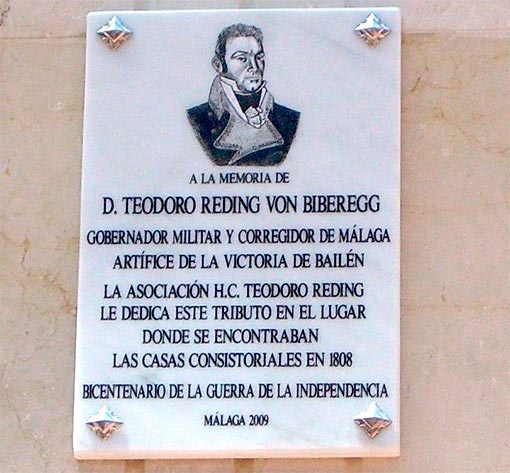 A LA MEMORIA DE
D. TEODORO REDING VON BIBEREGG
GOBERNADOR MILITAR Y CORREGIDOR DE MÁLAGA
ARTÍFICE DE LA VICTORIA DE BAILÉN
LA ASOCIACIÓN H.C. TEODORO REDING
LE DEDICA ESTE TRIBUTO EN EL LUGAR
DONDE SE ENCONTRABAN
LAS CASAS CONSISTORIALES EN 1808
BICENTENARIO DE LA GUERRA DE LA INDEPENDENCIA
MÁLAGA 2009